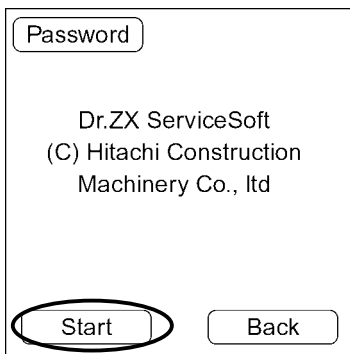 Password
Dr.ZX ServiceSoft
(C) Hitachi Construction
Machinery Co., ltd
Start
Back